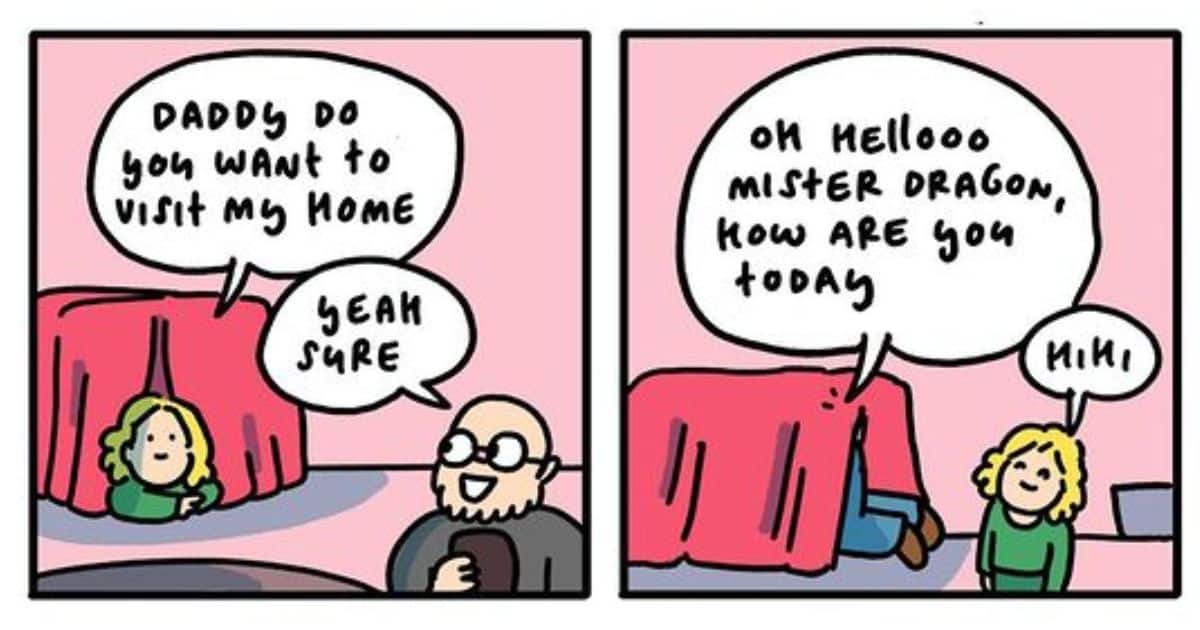 DADDy DO
you WANt to
Visit my HOME
yEAH
SuRE
OH HEllooo
MIStER DRAGON,
HOW ARE you
toDAy
HiHi